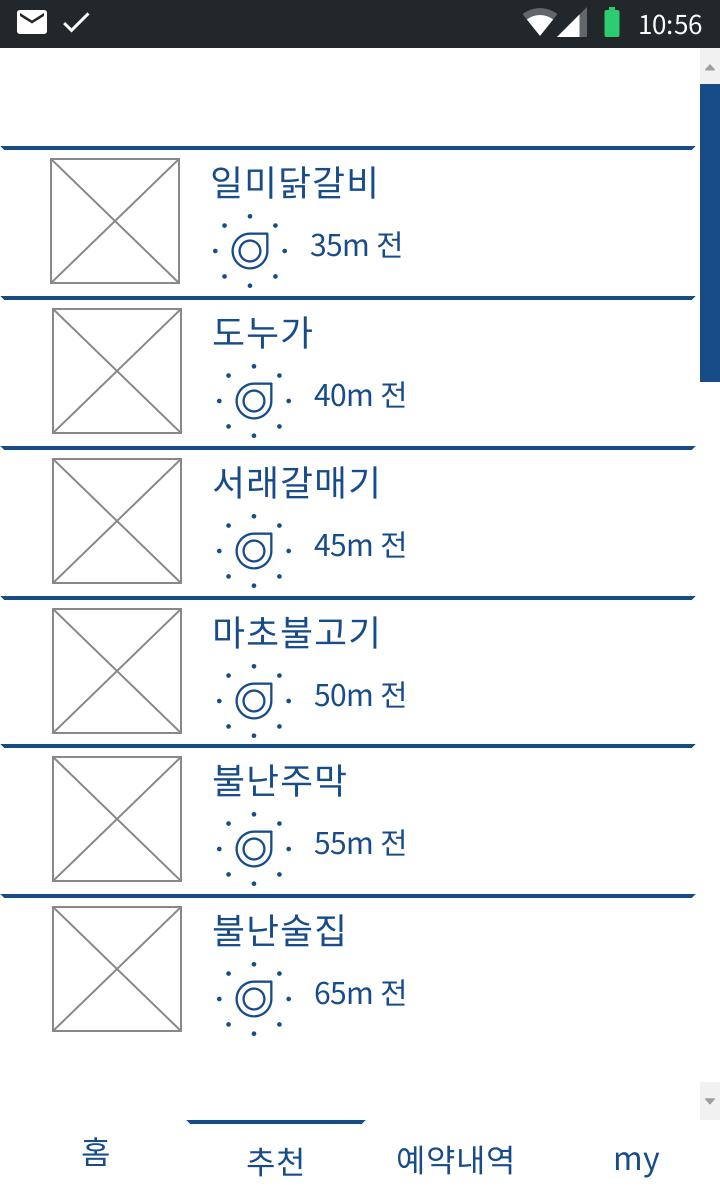 10:56
일미닭갈비
35m 전
도누가
40m 전
서래갈매기
45m 전
마초불고기
50m 전
불난주막
55m 전
불난술집
65m 전
홈 추천 예약내역 my